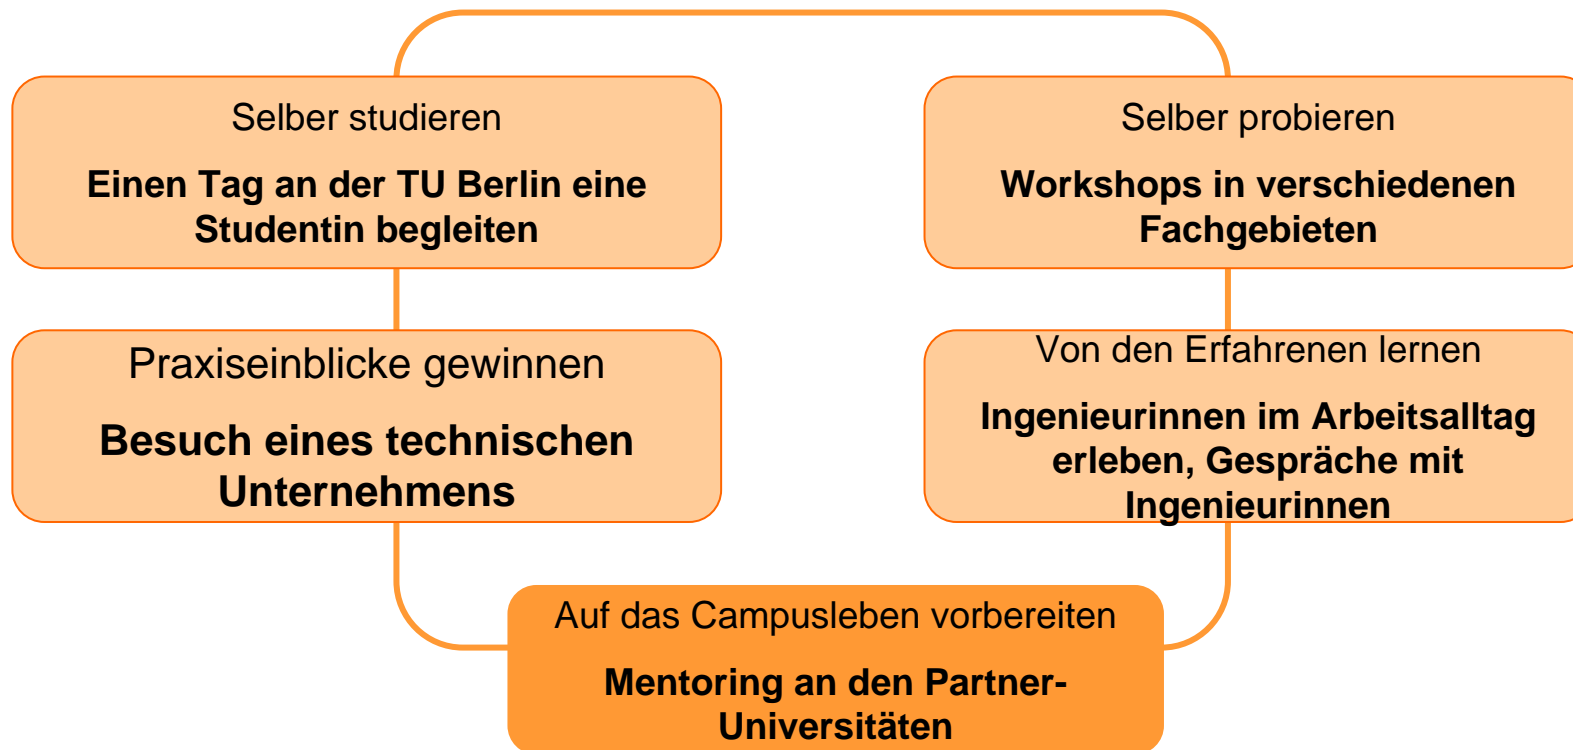 Selber studieren
Einen Tag an der TU Berlin eine
Studentin begleiten
Selber probieren
Workshops in verschiedenen
Fachgebieten
Praxiseinblicke gewinnen
Besuch eines technischen
Unternehmens
Von den Erfahrenen lernen
Ingenieurinnen im Arbeitsalltag
erleben, Gespräche mit
Ingenieurinnen
Auf das Campusleben vorbereiten
Mentoring an den Partner-
Universitäten